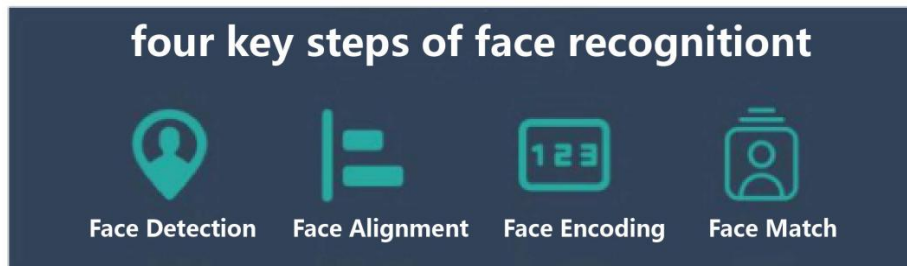 four key steps of face recognitiont
123
Face Detection Face Alignment Face Encoding Face Match